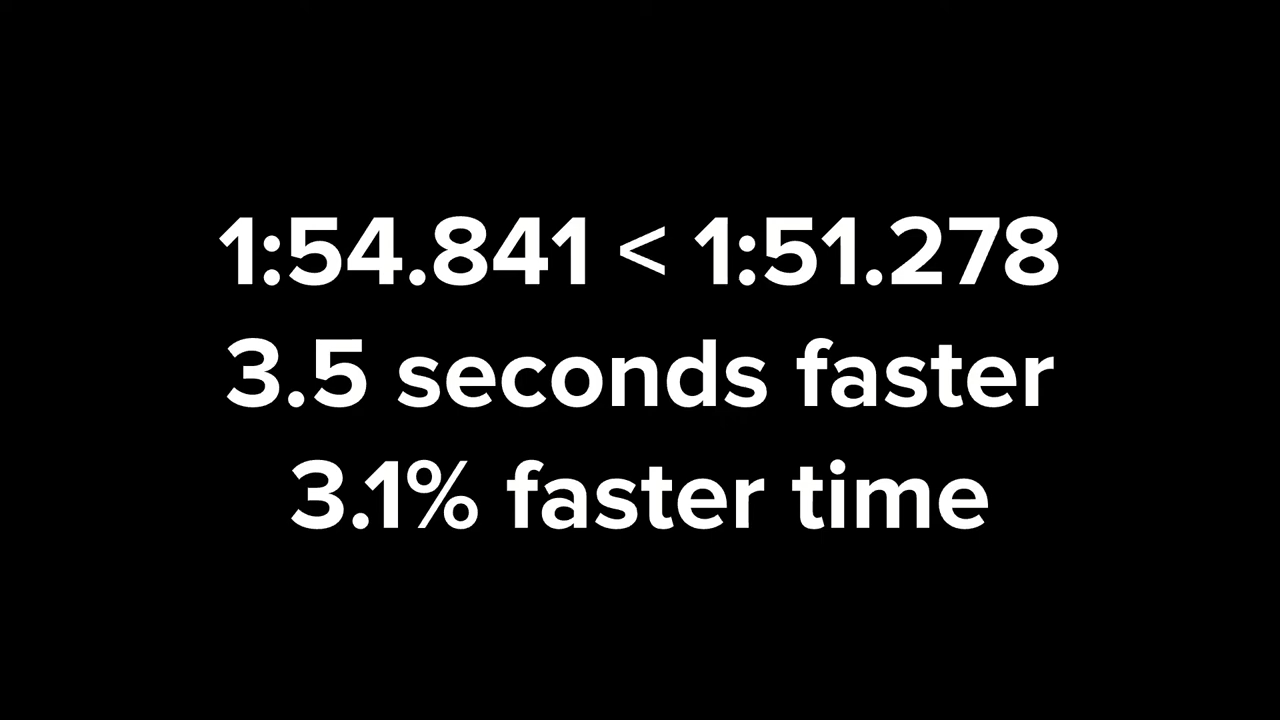 1:54.841 < 1:51.278
3.5 seconds faster
3.1% faster time